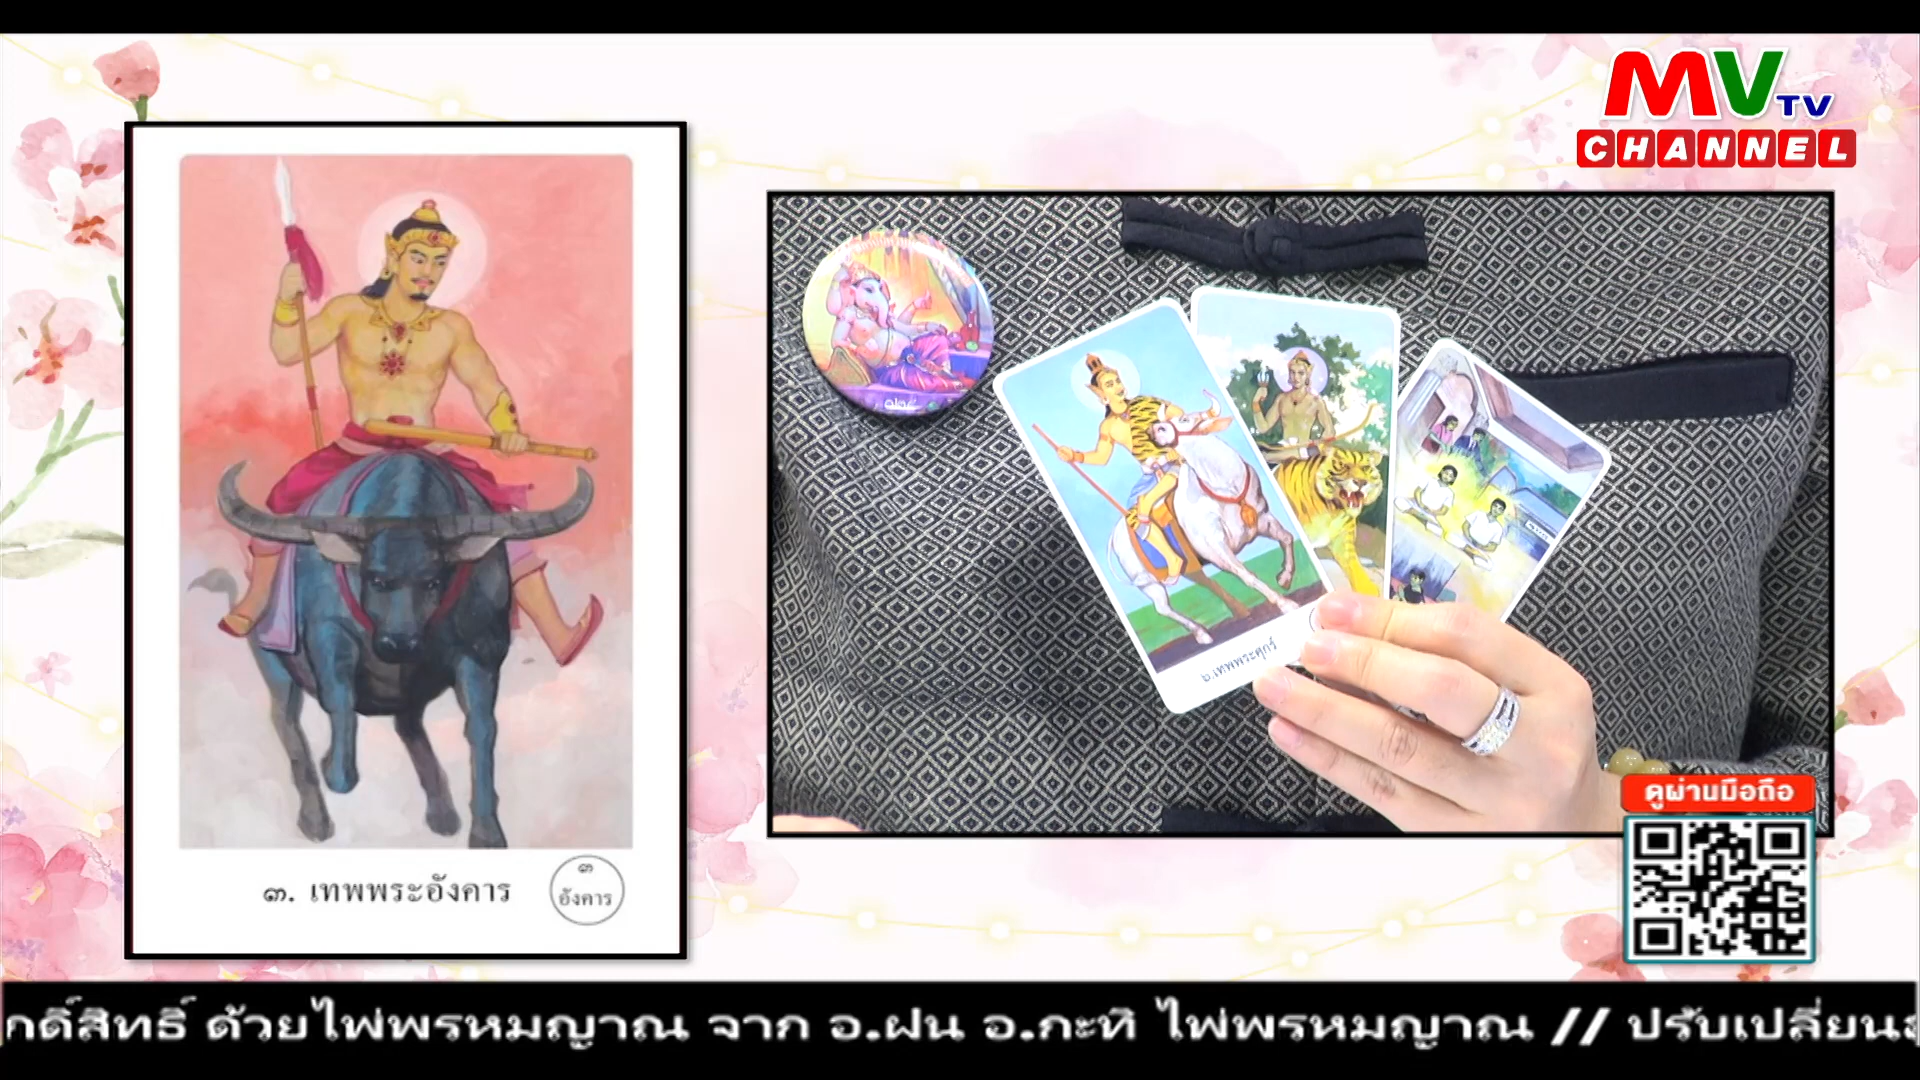 MV TV
CHANNEL
๑๒๙
๖.เทพพระศุกร์
๓. เทพพระอังคาร
๓
อังคาร
ดูผ่านมือถือ
กดิ์สิทธิ์ ด้วยไพ่พรหมญาณ จาก อ.ฝน อ.กะทิ ไพ่พรหมญาณ // ปรับเปลี่ยน